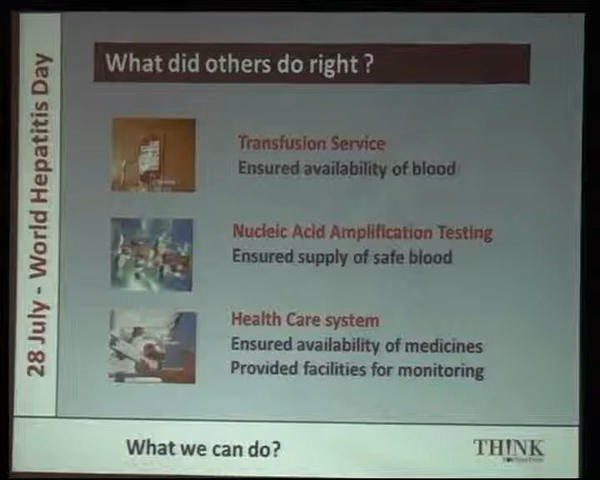 What did others do right ?
28 July - World Hepatitis Day
Transfusion Service
Ensured availability of blood
Nucleic Acid Amplification Testing
Ensured supply of safe blood
Health Care system
Ensured availability of medicines
Provided facilities for monitoring
What we can do?
TH!NK